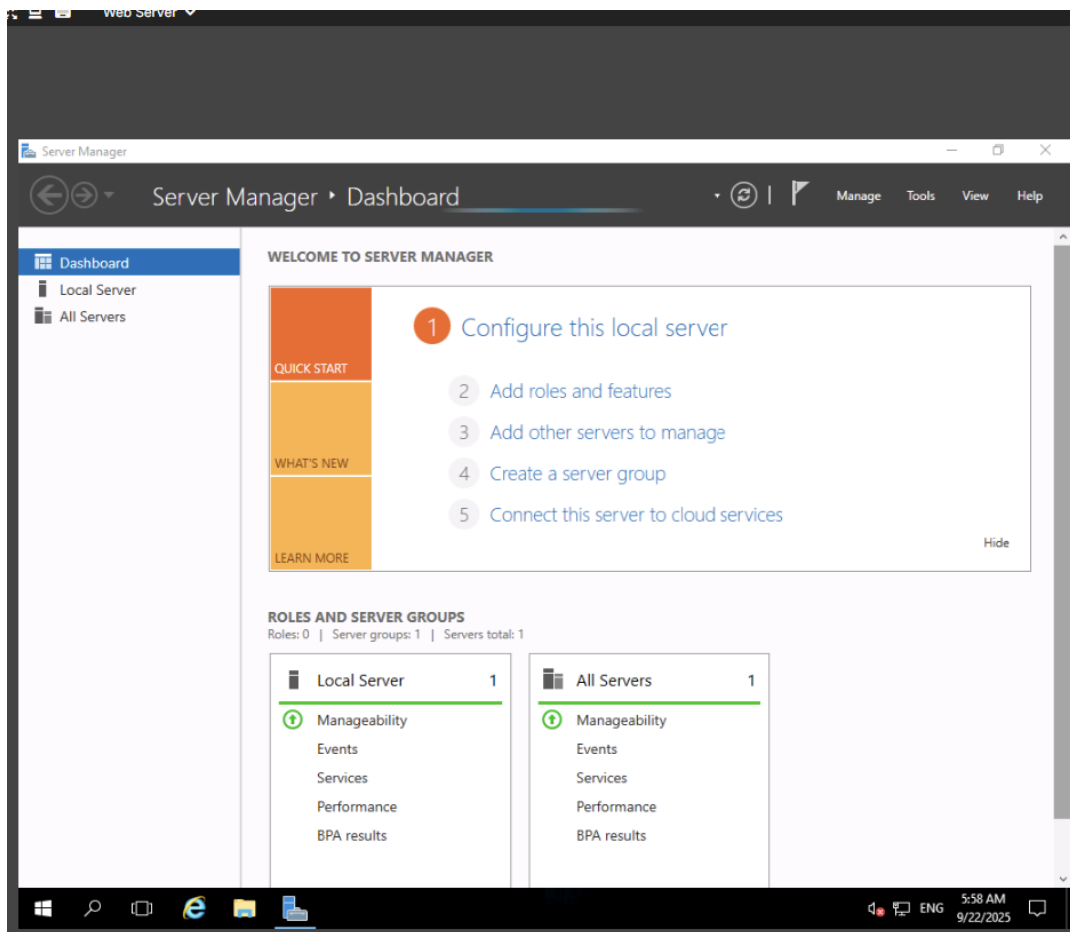 Web Server
Server Manager
Server Manager ‣ Dashboard
Manage Tools View Help
Dashboard
Local Server
All Servers
WELCOME TO SERVER MANAGER
QUICK START
WHAT'S NEW
LEARN MORE
1 Configure this local server
2 Add roles and features
3 Add other servers to manage
4 Create a server group
5 Connect this server to cloud services
Hide
ROLES AND SERVER GROUPS
Roles: 0 | Server groups: 1 | Servers total: 1
Local Server 1
Manageability
Events
Services
Performance
BPA results
All Servers 1
Manageability
Events
Services
Performance
BPA results
ENG
5:58 AM
9/22/2025